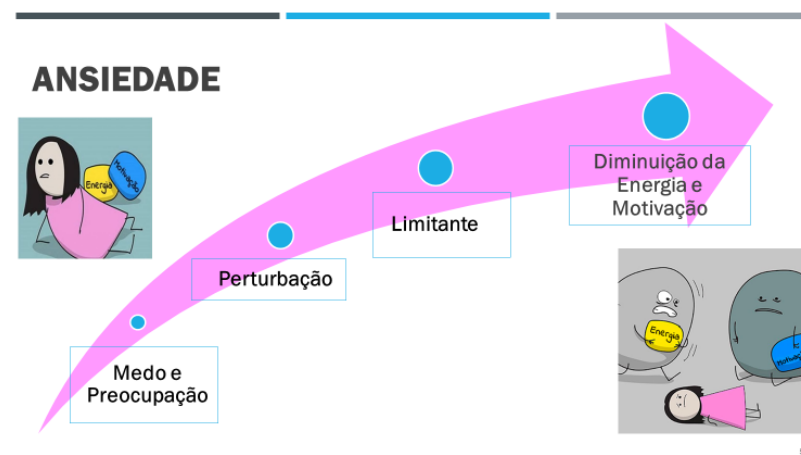 ANSIEDADE
Energia
Motivação
Medo e
Preocupação
Perturbação
Limitante
Diminuição da
Energia e
Motivação
Energia